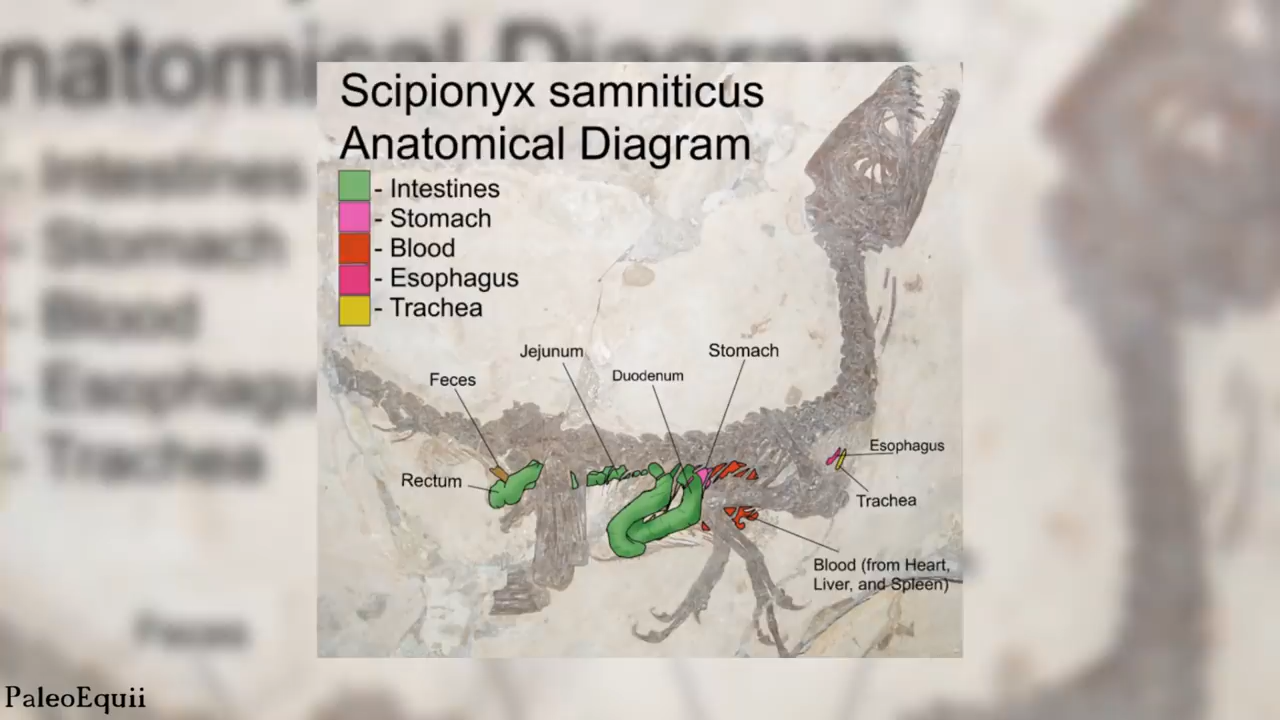 Scipionyx samniticus
Anatomical Diagram
- Intestines
- Stomach
- Blood
- Esophagus
- Trachea
Jejunum
Stomach
Feces
Duodenum
Esophagus
Rectum
Trachea
Blood (from Heart,
Liver, and Spleen)
PaleoEquii